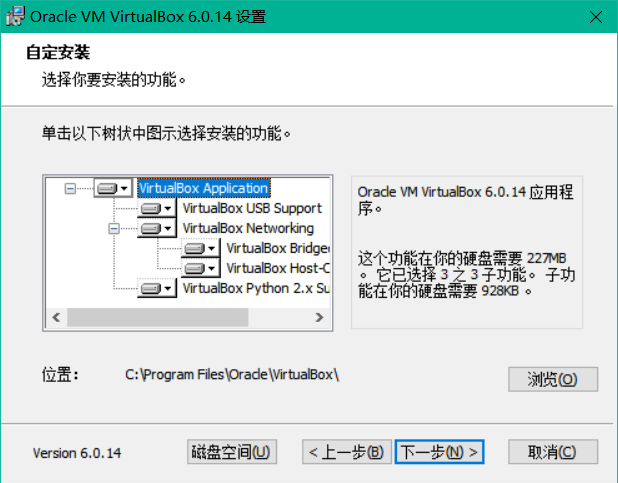 Oracle VM VirtualBox 6.0.14 设置
自定安装
选择你要安装的功能。
单击以下树状中图示选择安装的功能。
VirtualBox Application
VirtualBox USB Support
VirtualBox Networking
VirtualBox Bridge
VirtualBox Host-C
VirtualBox Python 2.x Su
Oracle VM VirtualBox 6.0.14 应用程
序。
这个功能在你的硬盘需要 227MB
。它已选择 3 之 3 子功能。 子功
能在你的硬盘需要 928KB 。
位置：
C:\Program Files\Oracle\VirtualBox\
浏览(O)
Version 6.0.14
磁盘空间(U)
< 上一步(B)
下一步(N) >
取消(C)